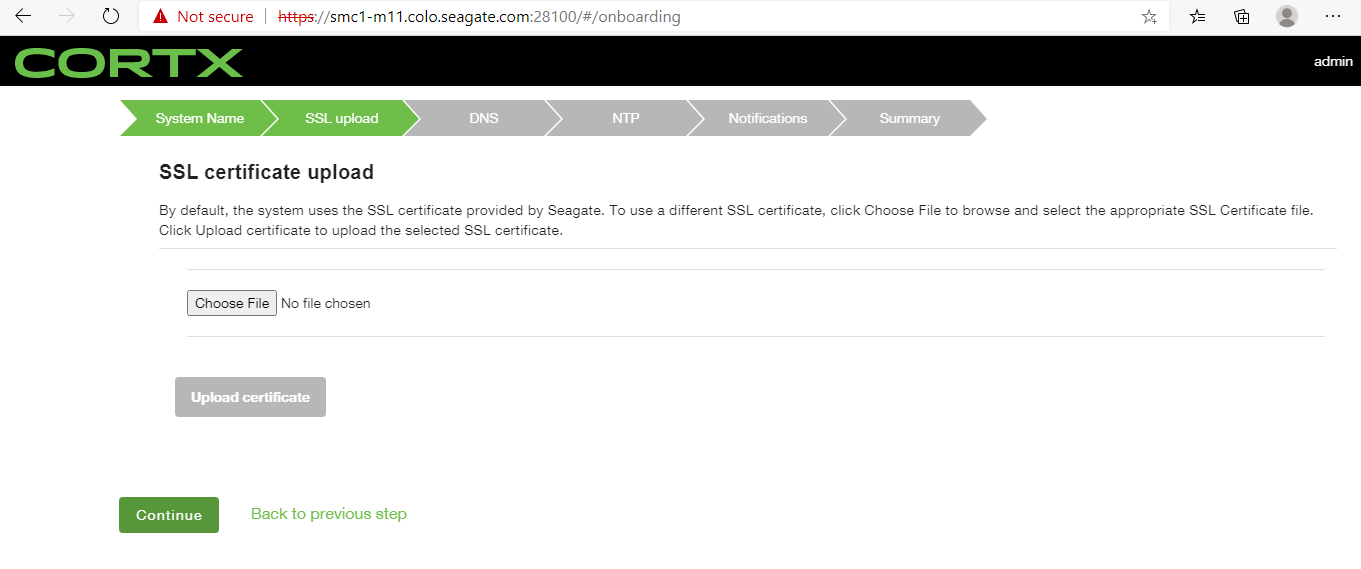 Not secure https://smc1-m11.colo.seagate.com:28100/#/onboarding
CORTX
admin
System Name SSL upload DNS NTP Notifications Summary
SSL certificate upload
By default, the system uses the SSL certificate provided by Seagate. To use a different SSL certificate, click Choose File to browse and select the appropriate SSL Certificate file.
Click Upload certificate to upload the selected SSL certificate.
Choose File No file chosen
Upload certificate
Continue Back to previous step